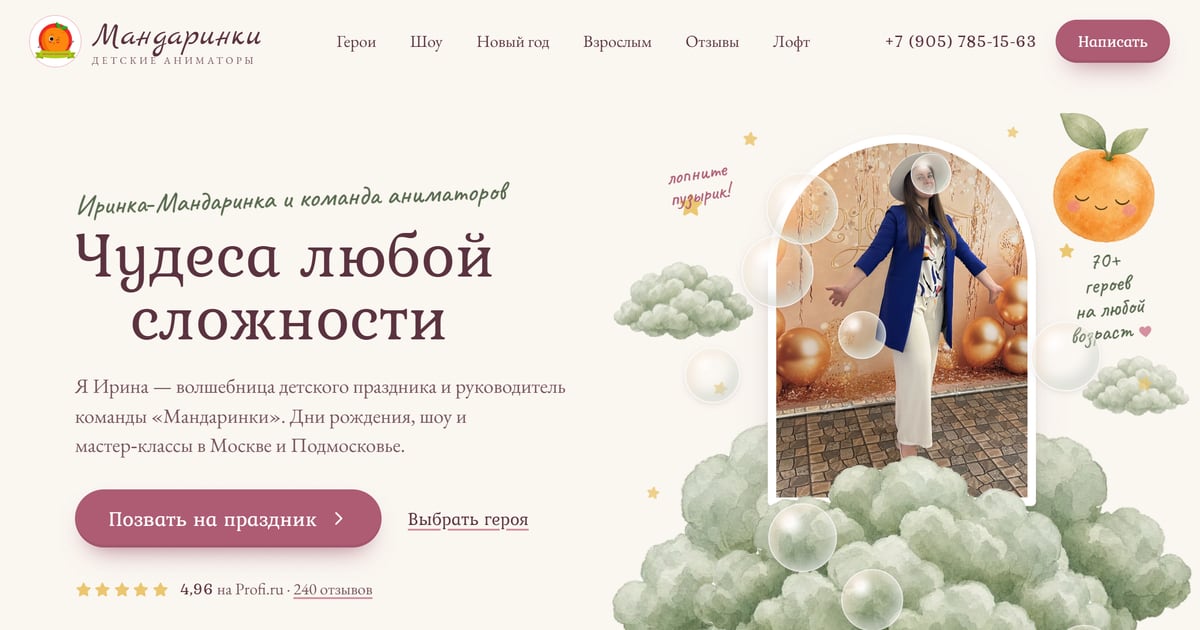 Мандаринки
ДЕТСКИЕ АНИМАТОРЫ
Герои
Шоу
Новый год
Взрослым
Отзывы
Лофт
+7 (905) 785-15-63
Написать
Иринка-Мандаринка и команда аниматоров
Чудеса любой
сложности
Я Ирина — волшебница детского праздника и руководитель
команды «Мандаринки». Дни рождения, шоу и
мастер-классы в Москве и Подмосковье.
Позвать на праздник
Выбрать героя
4,96 на Profi.ru · 240 отзывов
лопните
пузырик!
70+
героев
на любой
возраст